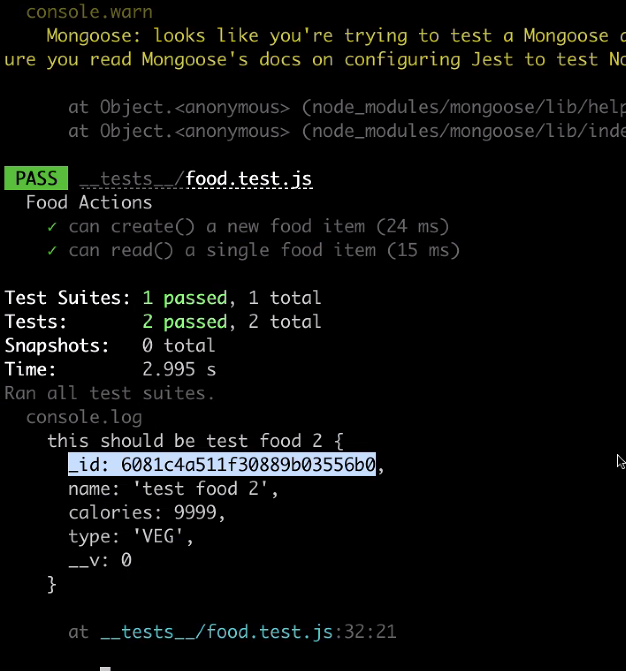 console.warn
Mongoose: looks like you're trying to test a Mongoose
ure you read Mongoose's docs on configuring Jest to test
at Object.<anonymous> (node_modules/mongoose/lib/help
at Object.<anonymous> (node_modules/mongoose/lib/inde
PASS __tests__/food.test.js
Food Actions
✓ can create() a new food item (24 ms)
✓ can read() a single food item (15 ms)
Test Suites: 1 passed, 1 total
Tests: 2 passed, 2 total
Snapshots: 0 total
Time: 2.995 s
Ran all test suites.
console.log
this should be test food 2 {
_id: 6081c4a511f30889b03556b0,
name: 'test food 2',
calories: 9999,
type: 'VEG',
__v: 0
}
at __tests__/food.test.js:32:21